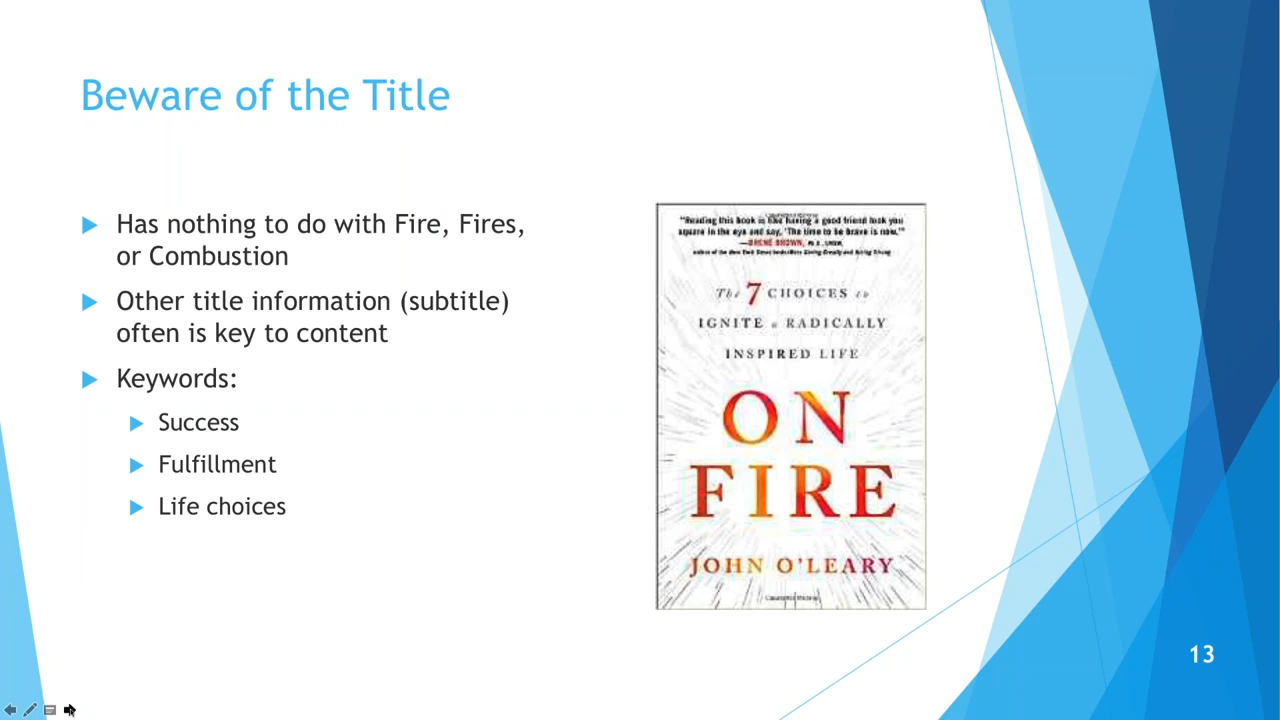 Beware of the Title
Has nothing to do with Fire, Fires,
or Combustion
Other title information (subtitle)
often is key to content
Keywords:
Success
Fulfillment
Life choices
"Reading this book is like having a good friend look you
square in the eye and say, 'The time to be brave is now.'"
—BRENÉ BROWN, PH.D., LMSW,
author of the New York Times bestsellers Daring Greatly and Rising Strong
The 7 CHOICES to
IGNITE a RADICALLY
INSPIRED LIFE
ON
FIRE
JOHN O'LEARY
13